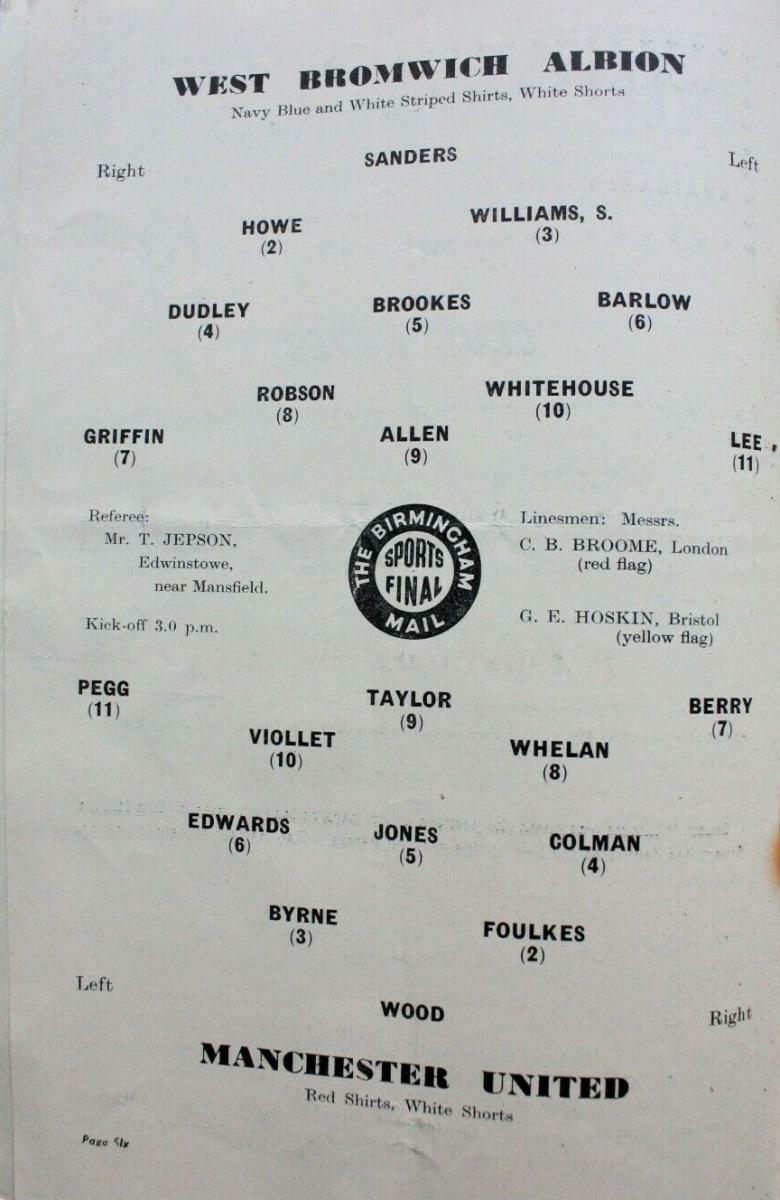 WEST BROMWICH ALBION
Navy Blue and White Striped Shirts, White Shorts
Right SANDERS Left
HOWE WILLIAMS, S.
(2) (3)
DUDLEY BROOKES BARLOW
(4) (5) (6)
ROBSON WHITEHOUSE
(8) (10)
GRIFFIN ALLEN LEE
(7) (9) (11)
Referee:
Mr. T. JEPSON,
Edwinstowe,
near Mansfield.
Kick-off 3.0 p.m.
THE BIRMINGHAM
SPORTS
FINAL
MAIL
Linesmen: Messrs.
C. B. BROOME, London
(red flag)
G. E. HOSKIN, Bristol
(yellow flag)
PEGG TAYLOR BERRY
(11) (9) (7)
VIOLLET WHELAN
(10) (8)
EDWARDS JONES COLMAN
(6) (5) (4)
BYRNE FOULKES
(3) (2)
Left WOOD Right
MANCHESTER UNITED
Red Shirts, White Shorts
Page Six